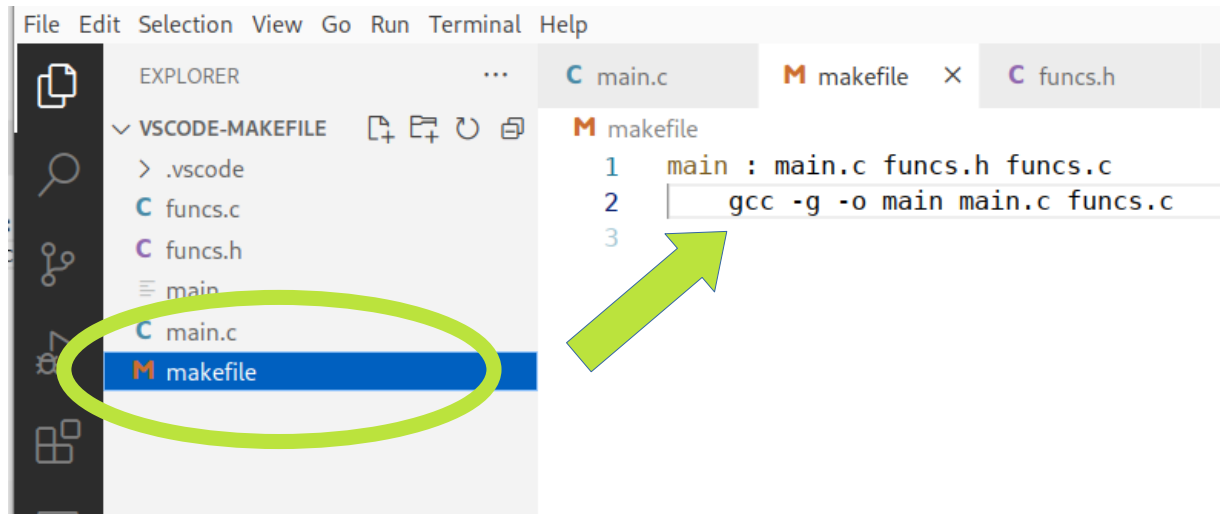 File Edit Selection View Go Run Terminal Help
EXPLORER ···
VSCODE-MAKEFILE
> .vscode
C funcs.c
C funcs.h
main
C main.c
M makefile
C main.c M makefile × C funcs.h
M makefile
1 main : main.c funcs.h funcs.c
2 gcc -g -o main main.c funcs.c
3